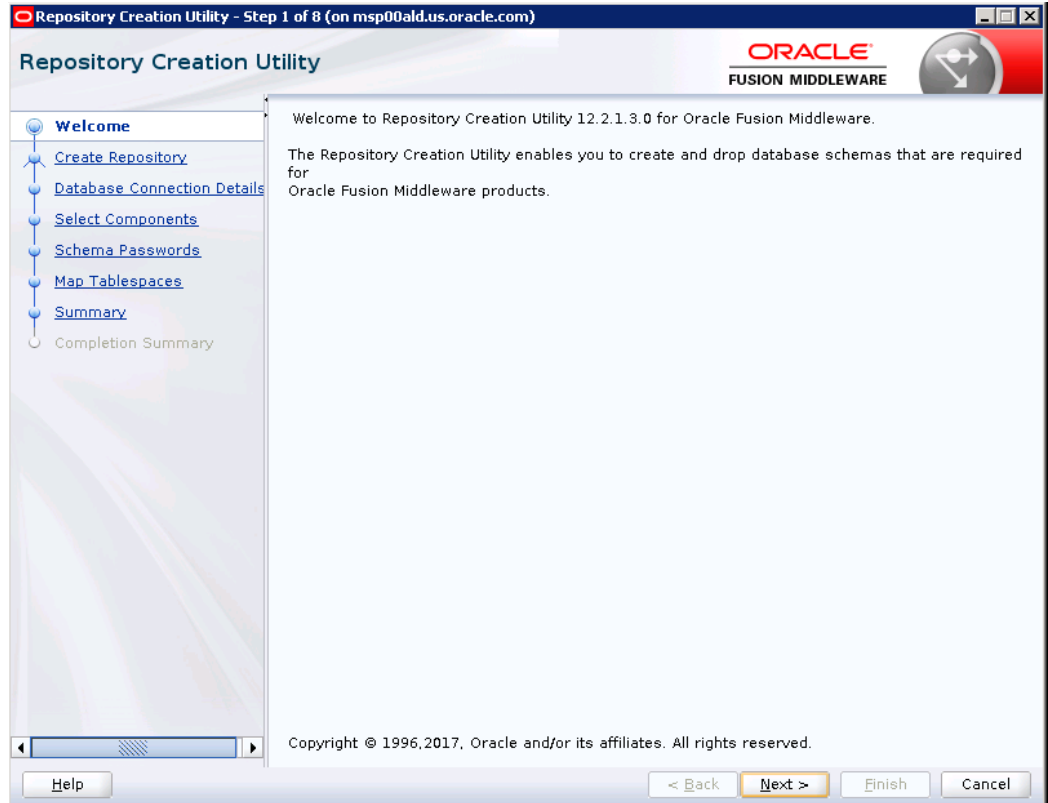 Repository Creation Utility - Step 1 of 8 (on msp00ald.us.oracle.com)
Repository Creation Utility
ORACLE
FUSION MIDDLEWARE
Welcome
Create Repository
Database Connection Details
Select Components
Schema Passwords
Map Tablespaces
Summary
Completion Summary
Welcome to Repository Creation Utility 12.2.1.3.0 for Oracle Fusion Middleware.
The Repository Creation Utility enables you to create and drop database schemas that are required
for
Oracle Fusion Middleware products.
Copyright © 1996,2017, Oracle and/or its affiliates. All rights reserved.
Help
< Back
Next >
Finish
Cancel